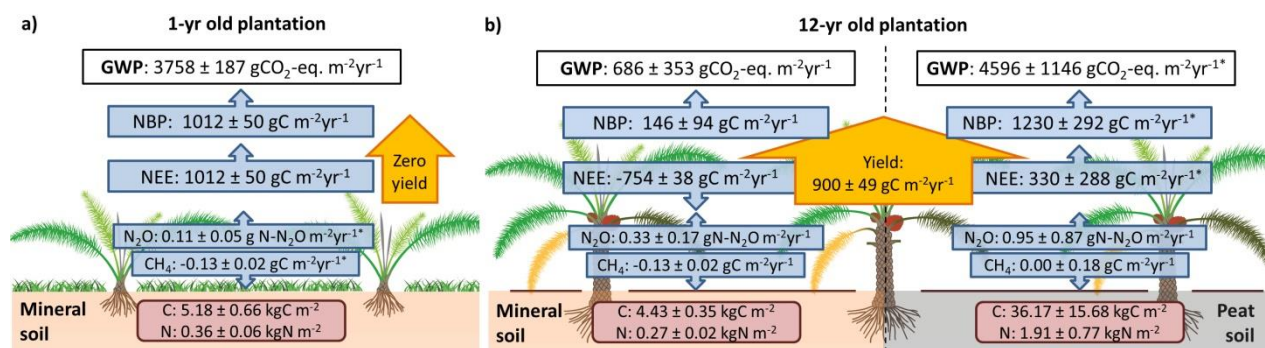 a)
1-yr old plantation
GWP: 3758 ± 187 gCO₂-eq. m⁻²yr⁻¹
NBP: 1012 ± 50 gC m⁻²yr⁻¹
NEE: 1012 ± 50 gC m⁻²yr⁻¹
Zero
yield
N₂O: 0.11 ± 0.05 g N-N₂O m⁻²yr⁻¹*
CH₄: -0.13 ± 0.02 gC m⁻²yr⁻¹*
Mineral
soil
C: 5.18 ± 0.66 kgC m⁻²
N: 0.36 ± 0.06 kgN m⁻²
b)
12-yr old plantation
GWP: 686 ± 353 gCO₂-eq. m⁻²yr⁻¹
NBP: 146 ± 94 gC m⁻²yr⁻¹
NEE: -754 ± 38 gC m⁻²yr⁻¹
N₂O: 0.33 ± 0.17 gN-N₂O m⁻²yr⁻¹
CH₄: -0.13 ± 0.02 gC m⁻²yr⁻¹
Mineral
soil
C: 4.43 ± 0.35 kgC m⁻²
N: 0.27 ± 0.02 kgN m⁻²
Yield:
900 ± 49 gC m⁻²yr⁻¹
GWP: 4596 ± 1146 gCO₂-eq. m⁻²yr⁻¹*
NBP: 1230 ± 292 gC m⁻²yr⁻¹*
NEE: 330 ± 288 gC m⁻²yr⁻¹*
N₂O: 0.95 ± 0.87 gN-N₂O m⁻²yr⁻¹
CH₄: 0.00 ± 0.18 gC m⁻²yr⁻¹
C: 36.17 ± 15.68 kgC m⁻²
N: 1.91 ± 0.77 kgN m⁻²
Peat
soil